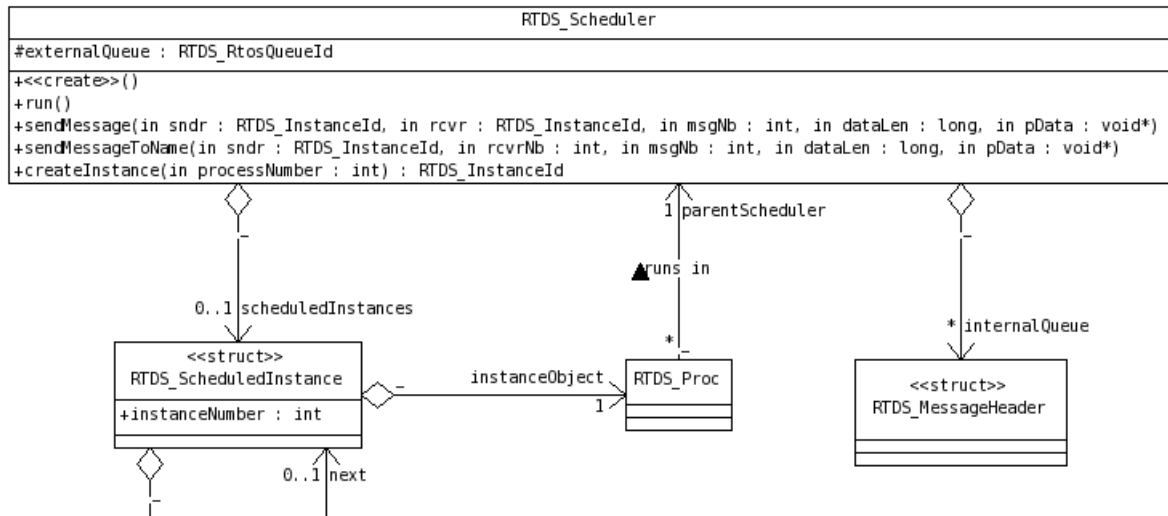 RTDS_Scheduler
#externalQueue : RTDS_RtosQueueId
+<<create>>()
+run()
+sendMessage(in sndr : RTDS_InstanceId, in rcvr : RTDS_InstanceId, in msgNb : int, in dataLen : long, in pData : void*)
+sendMessageToName(in sndr : RTDS_InstanceId, in rcvrNb : int, in msgNb : int, in dataLen : long, in pData : void*)
+createInstance(in processNumber : int) : RTDS_InstanceId
1 parentScheduler
runs in
0..1 scheduledInstances
* internalQueue
*
<<struct>>
RTDS_ScheduledInstance
+instanceNumber : int
instanceObject
1
RTDS_Proc
<<struct>>
RTDS_MessageHeader
0..1 next